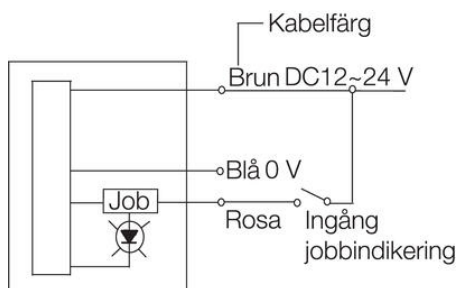 Kabelfärg
Brun DC12~24 V
Blå 0 V
Job
Rosa
Ingång
jobbindikering